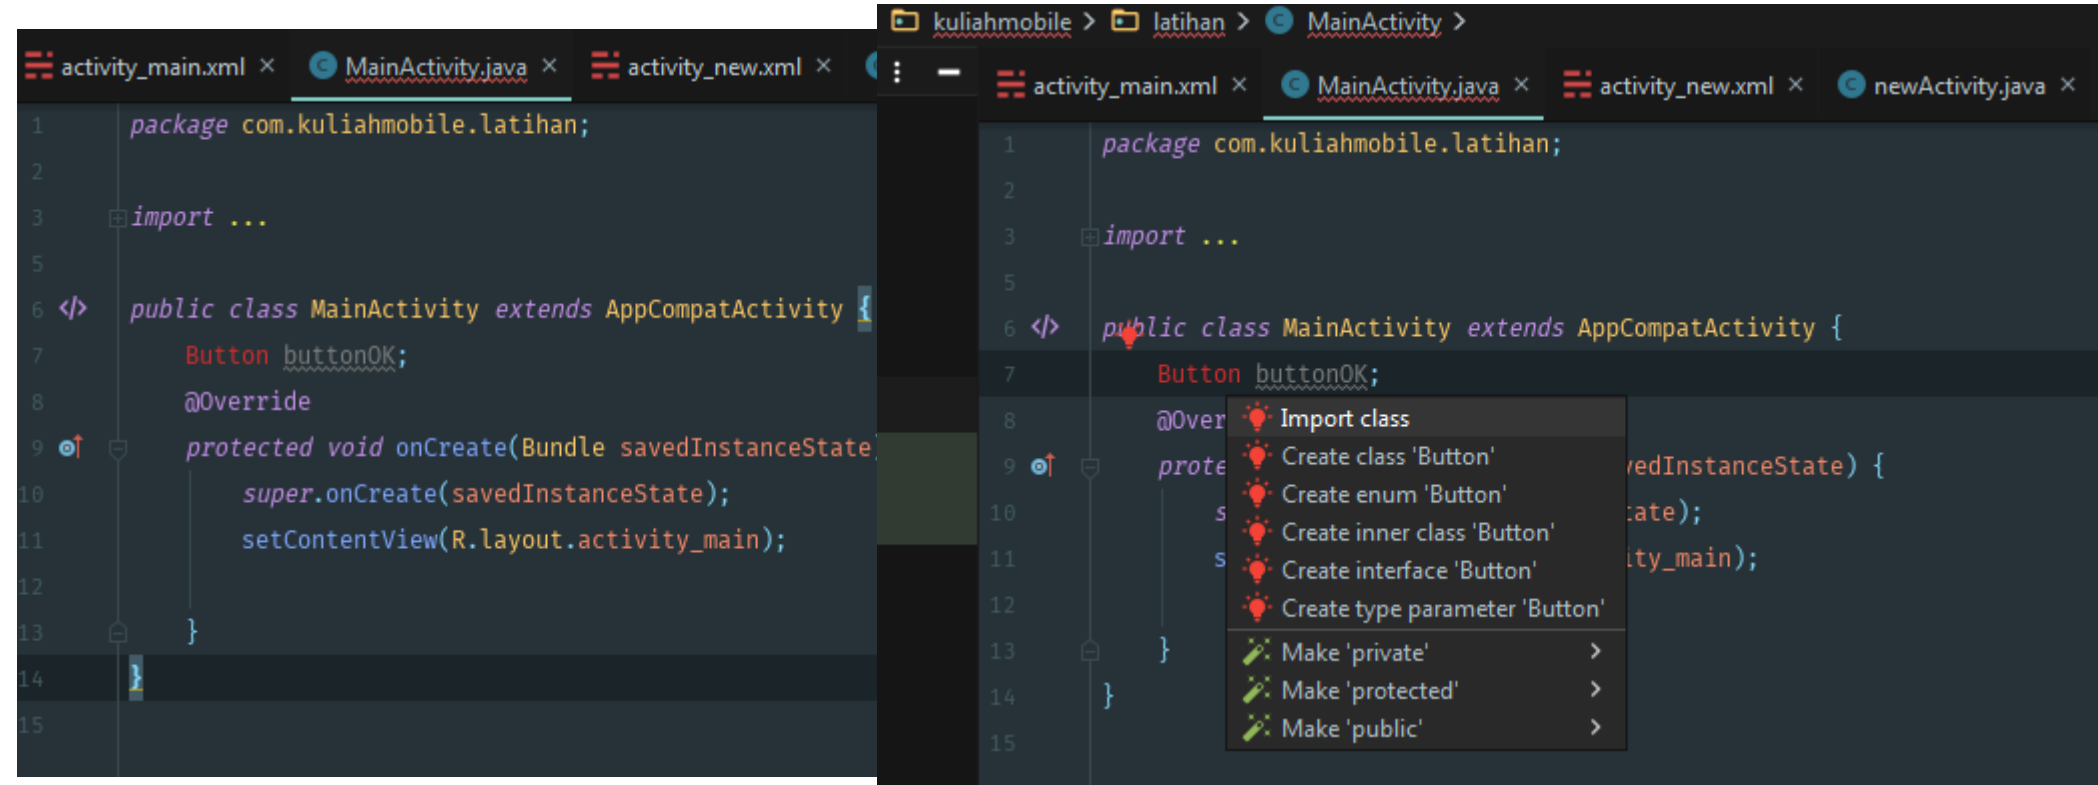 activity_main.xml × MainActivity.java × activity_new.xml ×
1 package com.kuliahmobile.latihan;
2
3 import ...
5
6 </> public class MainActivity extends AppCompatActivity {
7 Button buttonOK;
8 @Override
9 protected void onCreate(Bundle savedInstanceState)
10 super.onCreate(savedInstanceState);
11 setContentView(R.layout.activity_main);
12
13 }
14 }
15
kuliahmobile > latihan > MainActivity >
activity_main.xml × MainActivity.java × activity_new.xml × newActivity.java ×
1 package com.kuliahmobile.latihan;
2
3 import ...
5
6 </> public class MainActivity extends AppCompatActivity {
7 Button buttonOK;
8 @Over
9 prote vedInstanceState) {
10 s tate);
11 s ity_main);
12
13 }
14 }
15
Import class
Create class 'Button'
Create enum 'Button'
Create inner class 'Button'
Create interface 'Button'
Create type parameter 'Button'
Make 'private' >
Make 'protected' >
Make 'public' >